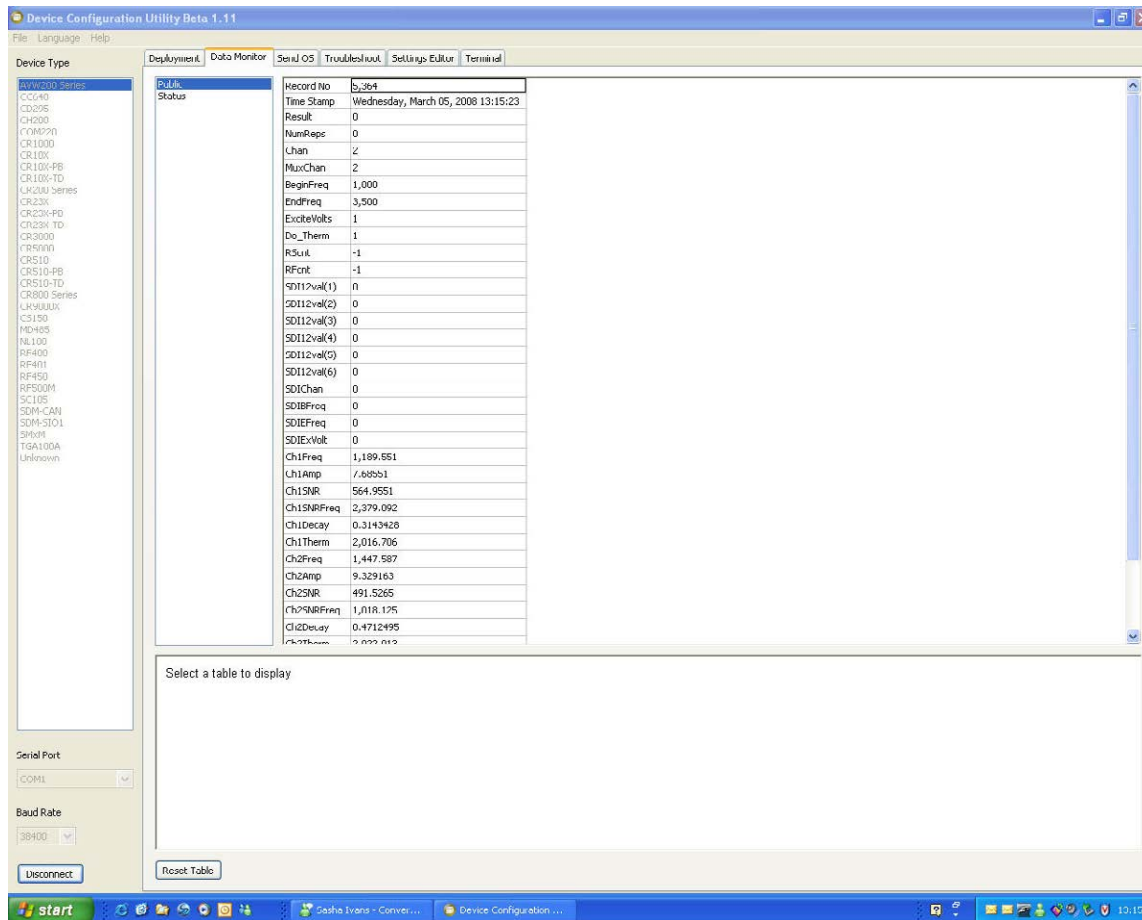 Device Configuration Utility Beta 1.11
File Language Help
Device Type
Deployment Data Monitor Send OS Troubleshoot Settings Editor Terminal
AVW200 Series
CC640
CD295
CH200
COM220
CR1000
CR10X
CR10X-PB
CR10X-TD
CR200 Series
CR23X
CR23X-PB
CR23X-TD
CR3000
CR5000
CR510
CR510-PB
CR510-TD
CR800 Series
CR9000X
CS150
MD485
NL100
RF400
RF401
RF450
RF500M
SC105
SDM-CAN
SDM-SIO1
SMxM
TGA100A
Unknown
Public
Status
Record No 5,364
Time Stamp Wednesday, March 05, 2008 13:15:23
Result 0
NumReps 0
Chan 2
MuxChan 2
BeginFreq 1,000
EndFreq 3,500
ExciteVolts 1
Do_Therm 1
RScnt -1
RFcnt -1
SDI12val(1) 0
SDI12val(2) 0
SDI12val(3) 0
SDI12val(4) 0
SDI12val(5) 0
SDI12val(6) 0
SDIChan 0
SDIBFreq 0
SDIEFreq 0
SDIExVolt 0
Ch1Freq 1,189.551
Ch1Amp 7.68551
Ch1SNR 564.9551
Ch1SNRFreq 2,379.092
Ch1Decay 0.3143428
Ch1Therm 2,016.706
Ch2Freq 1,447.587
Ch2Amp 9.329163
Ch2SNR 491.5265
Ch2SNRFreq 1,018.125
Ch2Decay 0.4712495
Ch2Therm
Select a table to display
Serial Port
COM1
Baud Rate
38400
Disconnect
Reset Table
start
Sasha Ivans - Conver...
Device Configuration ...